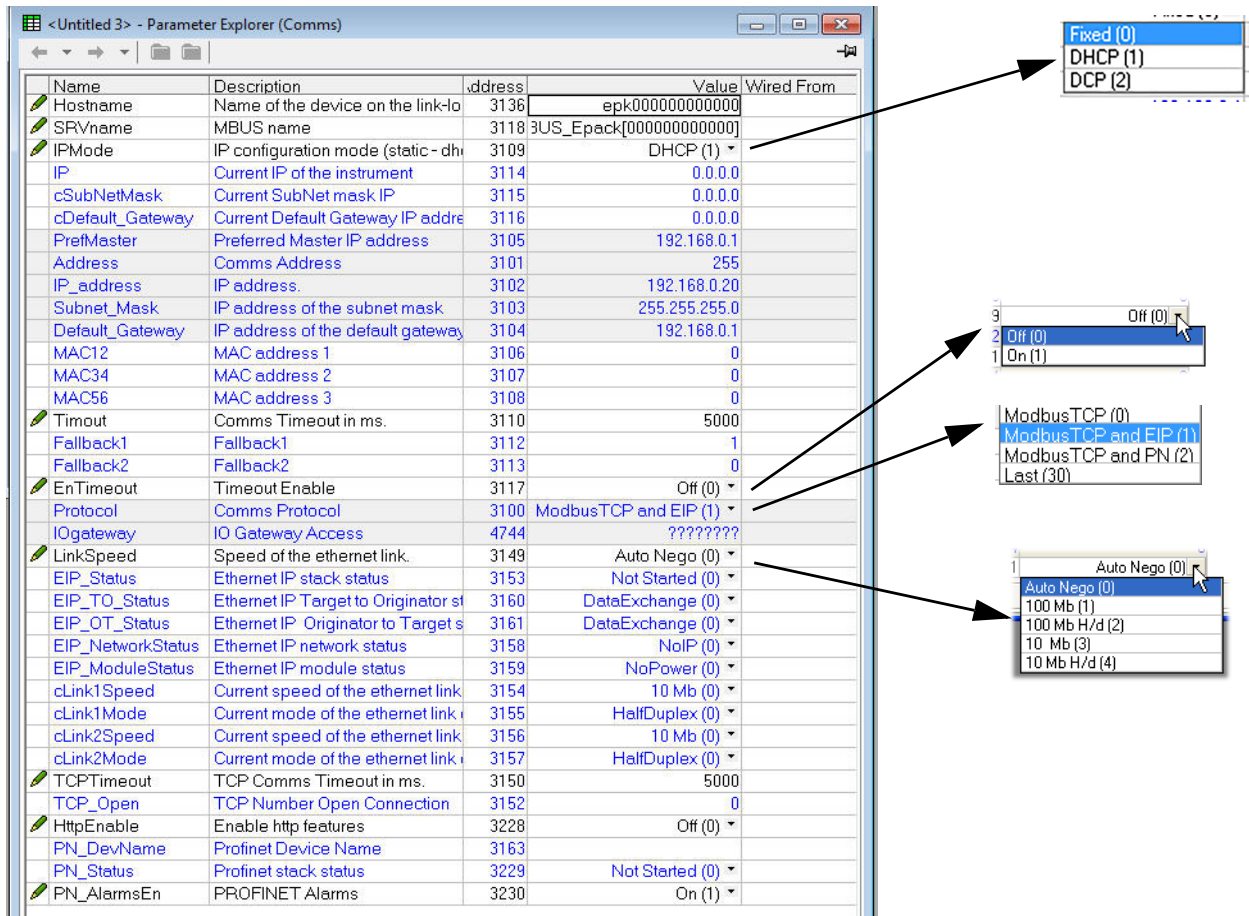 <Untitled 3> - Parameter Explorer (Comms)
Name Description Address Value Wired From
Hostname Name of the device on the link-lo 3136 epk000000000000
SRVname MBUS name 3118 BUS_Epack[000000000000]
IPMode IP configuration mode (static - dh 3109 DHCP (1)
IP Current IP of the instrument 3114 0.0.0.0
cSubNetMask Current SubNet mask IP 3115 0.0.0.0
cDefault_Gateway Current Default Gateway IP addre 3116 0.0.0.0
PrefMaster Preferred Master IP address 3105 192.168.0.1
Address Comms Address 3101 255
IP_address IP address. 3102 192.168.0.20
Subnet_Mask IP address of the subnet mask 3103 255.255.255.0
Default_Gateway IP address of the default gateway 3104 192.168.0.1
MAC12 MAC address 1 3106 0
MAC34 MAC address 2 3107 0
MAC56 MAC address 3 3108 0
Timout Comms Timeout in ms. 3110 5000
Fallback1 Fallback1 3112 1
Fallback2 Fallback2 3113 0
EnTimeout Timeout Enable 3117 Off (0)
Protocol Comms Protocol 3100 ModbusTCP and EIP (1)
IOgateway IO Gateway Access 4744 ????????
LinkSpeed Speed of the ethernet link. 3149 Auto Nego (0)
EIP_Status Ethernet IP stack status 3153 Not Started (0)
EIP_TO_Status Ethernet IP Target to Originator st 3160 DataExchange (0)
EIP_OT_Status Ethernet IP Originator to Target s 3161 DataExchange (0)
EIP_NetworkStatus Ethernet IP network status 3158 NoIP (0)
EIP_ModuleStatus Ethernet IP module status 3159 NoPower (0)
cLink1Speed Current speed of the ethernet link 3154 10 Mb (0)
cLink1Mode Current mode of the ethernet link 3155 HalfDuplex (0)
cLink2Speed Current speed of the ethernet link 3156 10 Mb (0)
cLink2Mode Current mode of the ethernet link 3157 HalfDuplex (0)
TCPTimeout TCP Comms Timeout in ms. 3150 5000
TCP_Open TCP Number Open Connection 3152 0
HttpEnable Enable http features 3228 Off (0)
PN_DevName Profinet Device Name 3163
PN_Status Profinet stack status 3229 Not Started (0)
PN_AlarmsEn PROFINET Alarms 3230 On (1)
Fixed (0)
DHCP (1)
DCP (2)
9 Off (0)
2 Off (0)
1 On (1)
ModbusTCP (0)
ModbusTCP and EIP (1)
ModbusTCP and PN (2)
Last (30)
1 Auto Nego (0)
Auto Nego (0)
100 Mb (1)
100 Mb H/d (2)
10 Mb (3)
10 Mb H/d (4)